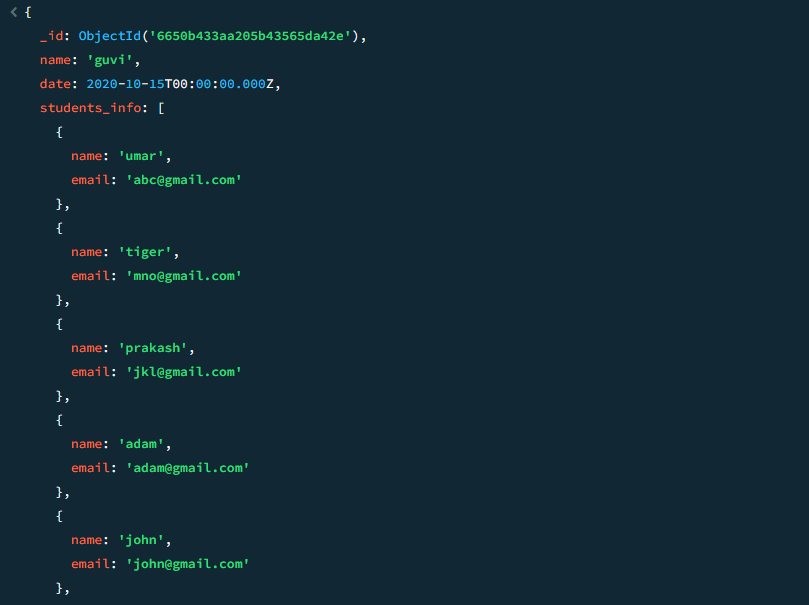 < {
_id: ObjectId('6650b433aa205b43565da42e'),
name: 'guvi',
date: 2020-10-15T00:00:00.000Z,
students_info: [
{
name: 'umar',
email: 'abc@gmail.com'
},
{
name: 'tiger',
email: 'mno@gmail.com'
},
{
name: 'prakash',
email: 'jkl@gmail.com'
},
{
name: 'adam',
email: 'adam@gmail.com'
},
{
name: 'john',
email: 'john@gmail.com'
},